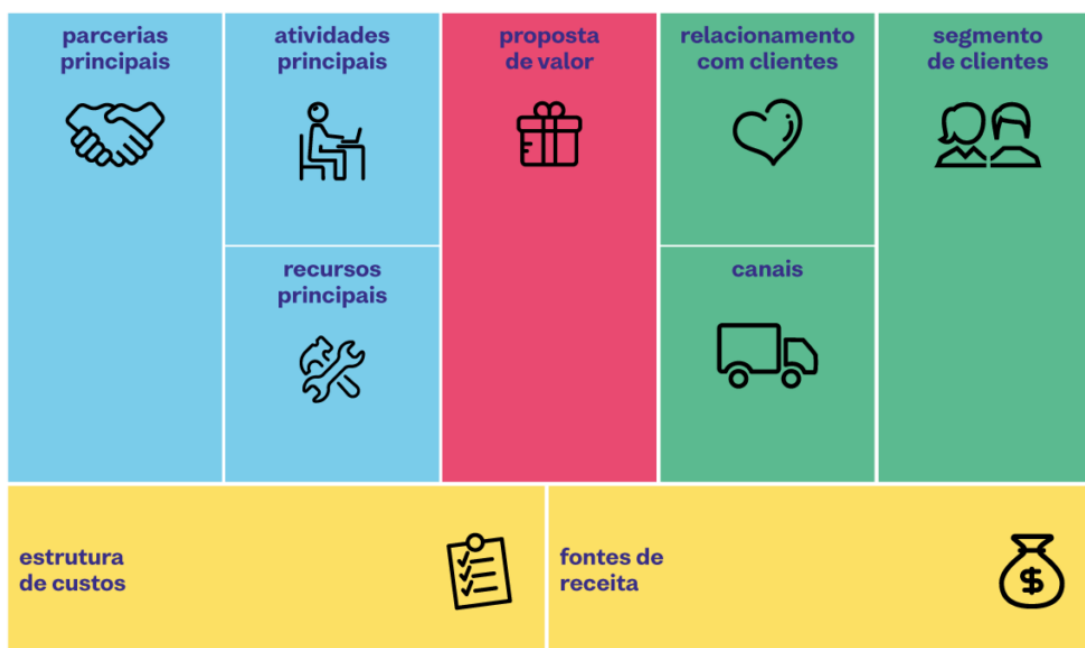 parcerias
principais
atividades
principais
recursos
principais
proposta
de valor
relacionamento
com clientes
canais
segmento
de clientes
estrutura
de custos
fontes de
receita
$